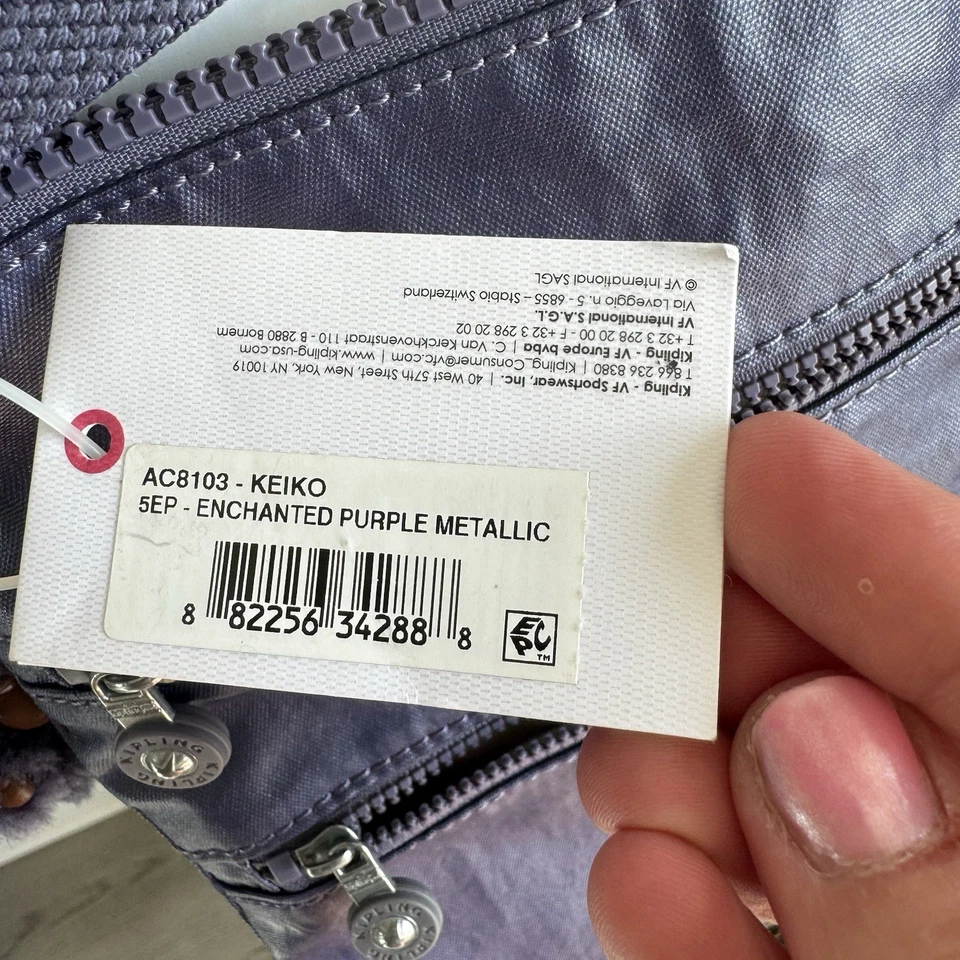 Kipling - VF Sportswear, Inc. | 40 West 57th Street, New York, NY 10019
T 866 236 8380 | Kipling_Consumer@vfc.com | www.kipling-usa.com
Kipling - VF Europe bvba | C. Van Kerckhovenstraat 110 - B 2880 Bornem
T +32 3 298 20 00 - F +32 3 298 20 02
VF International S.A.G.L.
Via Laveggio n. 5 - 6855 – Stabio Switzerland
© VF International SAGL
AC8103 - KEIKO
5EP - ENCHANTED PURPLE METALLIC
8 82256 34288 8
EPC™
KIPLING KIPLING
KIPLING